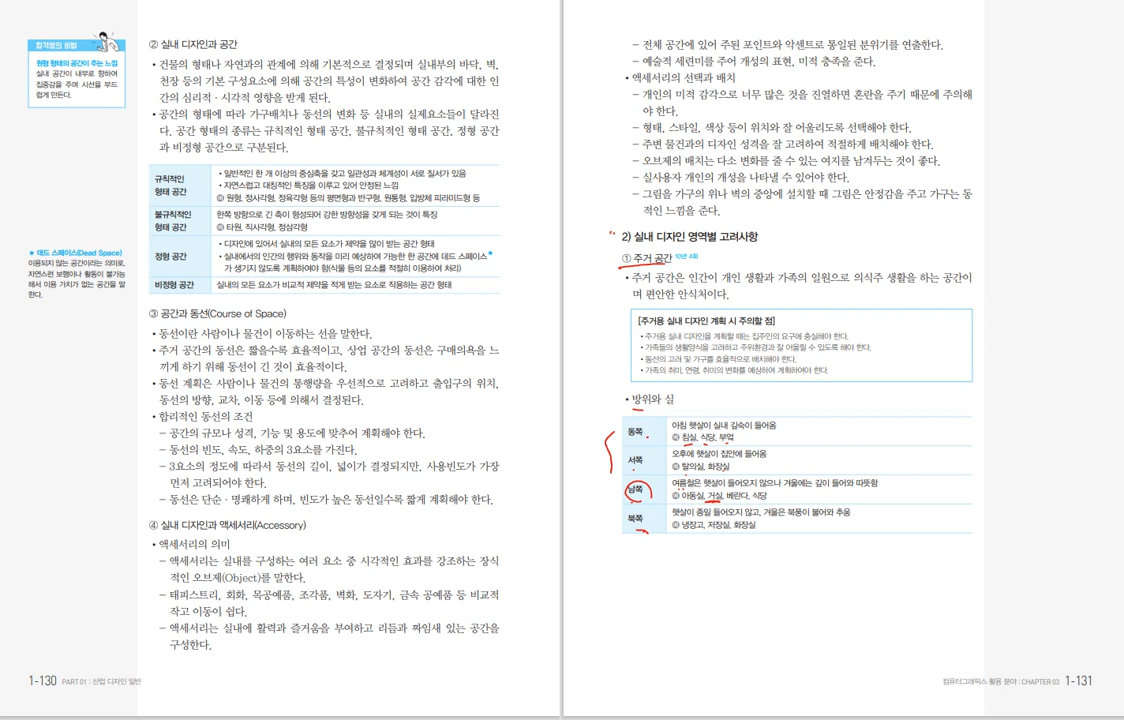 합격생의 비법
원형 형태의 공간이 주는 느낌
실내 공간이 내부로 향하여
집중감을 주며 시선을 부드
럽게 만든다.
★ 데드 스페이스(Dead Space)
이용되지 않는 공간이라는 의미로,
자연스런 보행이나 활동이 불가능
해서 이용 가치가 없는 공간을 말
한다.
② 실내 디자인과 공간
• 건물의 형태나 자연과의 관계에 의해 기본적으로 결정되며 실내부의 바닥, 벽,
천장 등의 기본 구성요소에 의해 공간의 특성이 변화하여 공간 감각에 대한 인
간의 심리적·시각적 영향을 받게 된다.
• 공간의 형태에 따라 가구배치나 동선의 변화 등 실내의 실제요소들이 달라진
다. 공간 형태의 종류는 규칙적인 형태 공간, 불규칙적인 형태 공간, 정형 공간
과 비정형 공간으로 구분된다.
규칙적인
형태 공간
• 일반적인 한 개 이상의 중심축을 갖고 일관성과 체계성이 서로 질서가 있음
• 자연스럽고 대칭적인 특징을 이루고 있어 안정된 느낌
예 원형, 정사각형, 정육각형 등의 평면형과 반구형, 원통형, 입방체 피라미드형 등
불규칙적인
형태 공간
한쪽 방향으로 긴 축이 형성되어 강한 방향성을 갖게 되는 것이 특징
예 타원, 직사각형, 정삼각형
정형 공간
• 디자인에 있어서 실내의 모든 요소가 제약을 많이 받는 공간 형태
• 실내에서의 인간의 행위와 동작을 미리 예상하여 가능한 한 공간에 데드 스페이스★
가 생기지 않도록 계획하여야 함(식물 등의 요소를 적절히 이용하여 처리)
비정형 공간
실내의 모든 요소가 비교적 제약을 적게 받는 요소로 작용하는 공간 형태
③ 공간과 동선(Course of Space)
• 동선이란 사람이나 물건이 이동하는 선을 말한다.
• 주거 공간의 동선은 짧을수록 효율적이고, 상업 공간의 동선은 구매의욕을 느
끼게 하기 위해 동선이 긴 것이 효율적이다.
• 동선 계획은 사람이나 물건의 통행량을 우선적으로 고려하고 출입구의 위치,
동선의 방향, 교차, 이동 등에 의해서 결정된다.
• 합리적인 동선의 조건
– 공간의 규모나 성격, 기능 및 용도에 맞추어 계획해야 한다.
– 동선의 빈도, 속도, 하중의 3요소를 가진다.
– 3요소의 정도에 따라서 동선의 길이, 넓이가 결정되지만, 사용빈도가 가장
먼저 고려되어야 한다.
– 동선은 단순·명쾌하게 하며, 빈도가 높은 동선일수록 짧게 계획해야 한다.
④ 실내 디자인과 액세서리(Accessory)
• 액세서리의 의미
– 액세서리는 실내를 구성하는 여러 요소 중 시각적인 효과를 강조하는 장식
적인 오브제(Object)를 말한다.
– 태피스트리, 회화, 목공예품, 조각품, 벽화, 도자기, 금속 공예품 등 비교적
작고 이동이 쉽다.
– 액세서리는 실내에 활력과 즐거움을 부여하고 리듬과 짜임새 있는 공간을
구성한다.
1-130 PART 01 : 산업 디자인 일반
– 전체 공간에 있어 주된 포인트와 악센트로 통일된 분위기를 연출한다.
– 예술적 세련미를 주어 개성의 표현, 미적 충족을 준다.
• 액세서리의 선택과 배치
– 개인의 미적 감각으로 너무 많은 것을 진열하면 혼란을 주기 때문에 주의해
야 한다.
– 형태, 스타일, 색상 등이 위치와 잘 어울리도록 선택해야 한다.
– 주변 물건과의 디자인 성격을 잘 고려하여 적절하게 배치해야 한다.
– 오브제의 배치는 다소 변화를 줄 수 있는 여지를 남겨두는 것이 좋다.
– 실사용자 개인의 개성을 나타낼 수 있어야 한다.
– 그림을 가구의 위나 벽의 중앙에 설치할 때 그림은 안정감을 주고 가구는 동
적인 느낌을 준다.
2) 실내 디자인 영역별 고려사항
① 주거 공간 10년 4회
• 주거 공간은 인간이 개인 생활과 가족의 일원으로 의식주 생활을 하는 공간이
며 편안한 안식처이다.
[주거용 실내 디자인 계획 시 주의할 점]
• 주거용 실내 디자인을 계획할 때는 집주인의 요구에 충실해야 한다.
• 가족들의 생활양식을 고려하고 주위환경과 잘 어울릴 수 있도록 해야 한다.
• 동선의 고려 및 가구를 효율적으로 배치해야 한다.
• 가족의 취미, 연령, 취미의 변화를 예상하여 계획하여야 한다.
• 방위와 실
동쪽
아침 햇살이 실내 깊숙이 들어옴
예 침실, 식당, 부엌
서쪽
오후에 햇살이 집안에 들어옴
예 탈의실, 화장실
남쪽
여름철은 햇살이 들어오지 않으나 겨울에는 깊이 들어와 따뜻함
예 아동실, 거실, 베란다, 식당
북쪽
햇살이 종일 들어오지 않고, 겨울은 북풍이 불어와 추움
예 냉장고, 저장실, 화장실
컴퓨터그래픽스 활용 분야 : CHAPTER 03 1-131